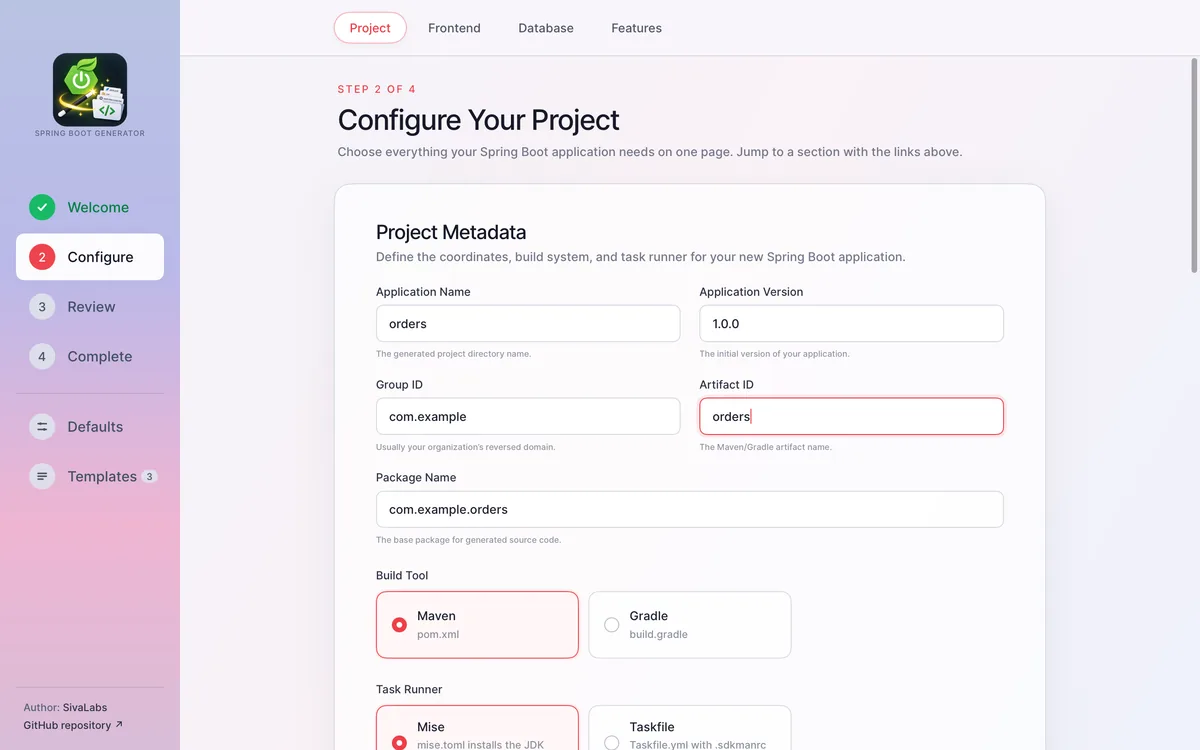 Project
Frontend
Database
Features
SPRING BOOT GENERATOR
Welcome
2
Configure
3
Review
4
Complete
Defaults
Templates
3
Author: SivaLabs
GitHub repository ↗
STEP 2 OF 4
Configure Your Project
Choose everything your Spring Boot application needs on one page. Jump to a section with the links above.
Project Metadata
Define the coordinates, build system, and task runner for your new Spring Boot application.
Application Name
orders
The generated project directory name.
Application Version
1.0.0
The initial version of your application.
Group ID
com.example
Usually your organization's reversed domain.
Artifact ID
orders
The Maven/Gradle artifact name.
Package Name
com.example.orders
The base package for generated source code.
Build Tool
Maven
pom.xml
Gradle
build.gradle
Task Runner
Mise
mise.toml installs the JDK
Taskfile
Taskfile.yml with .sdkmanrc